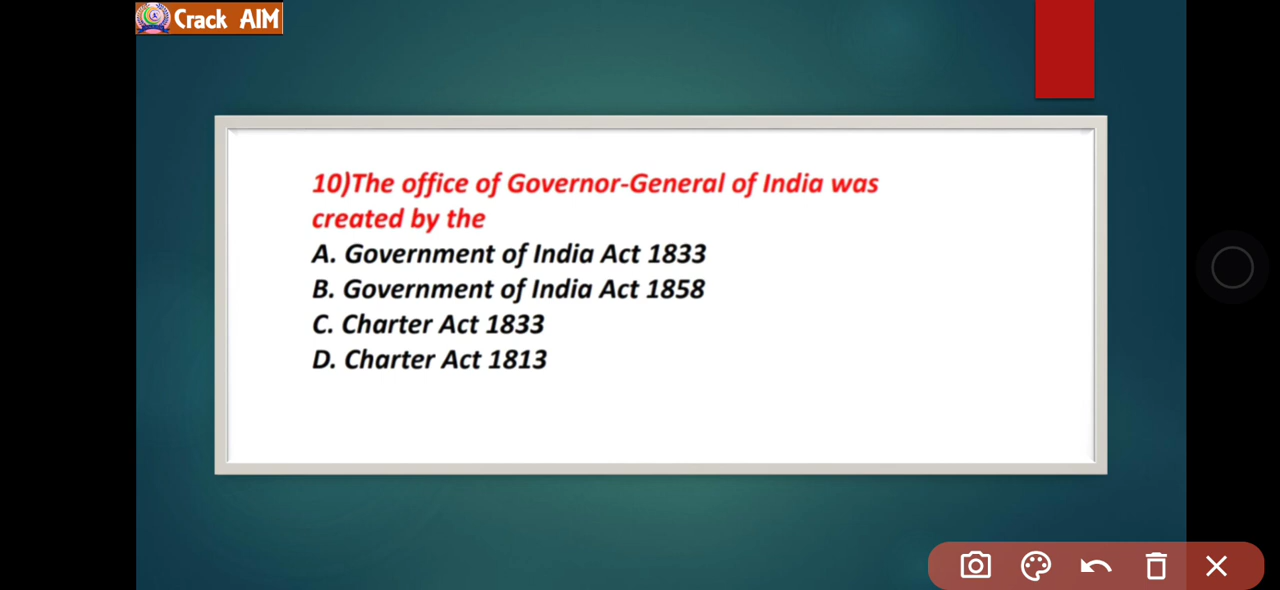 Crack AIM
10)The office of Governor-General of India was
created by the
A. Government of India Act 1833
B. Government of India Act 1858
C. Charter Act 1833
D. Charter Act 1813